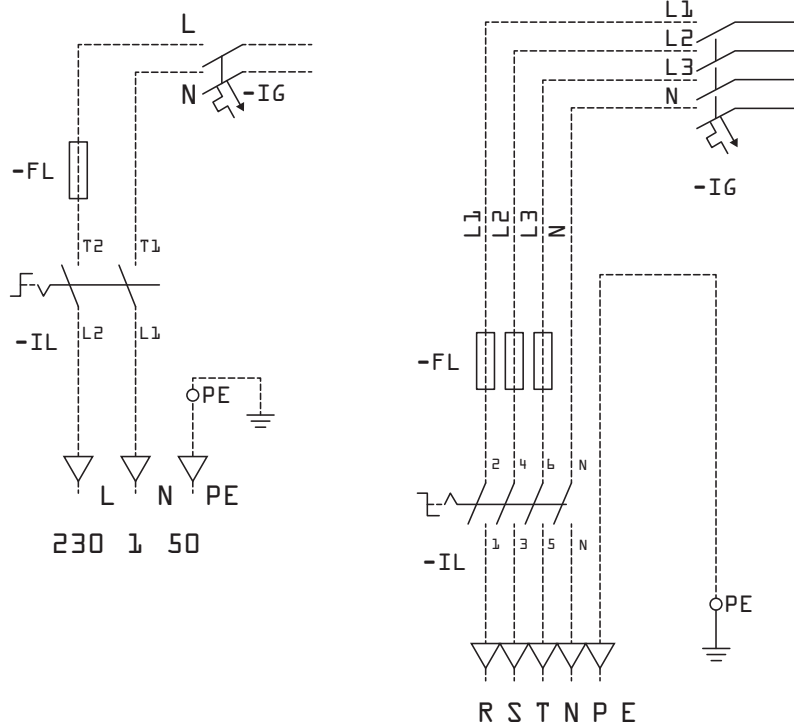 L
N
-IG
-FL
T2 T1
-IL
L2 L1
PE
L N PE
230 1 50
L1
L2
L3
N
-IG
L1 L2 L3 N
-FL
2 4 6 N
1 3 5 N
-IL
PE
R S T N P E